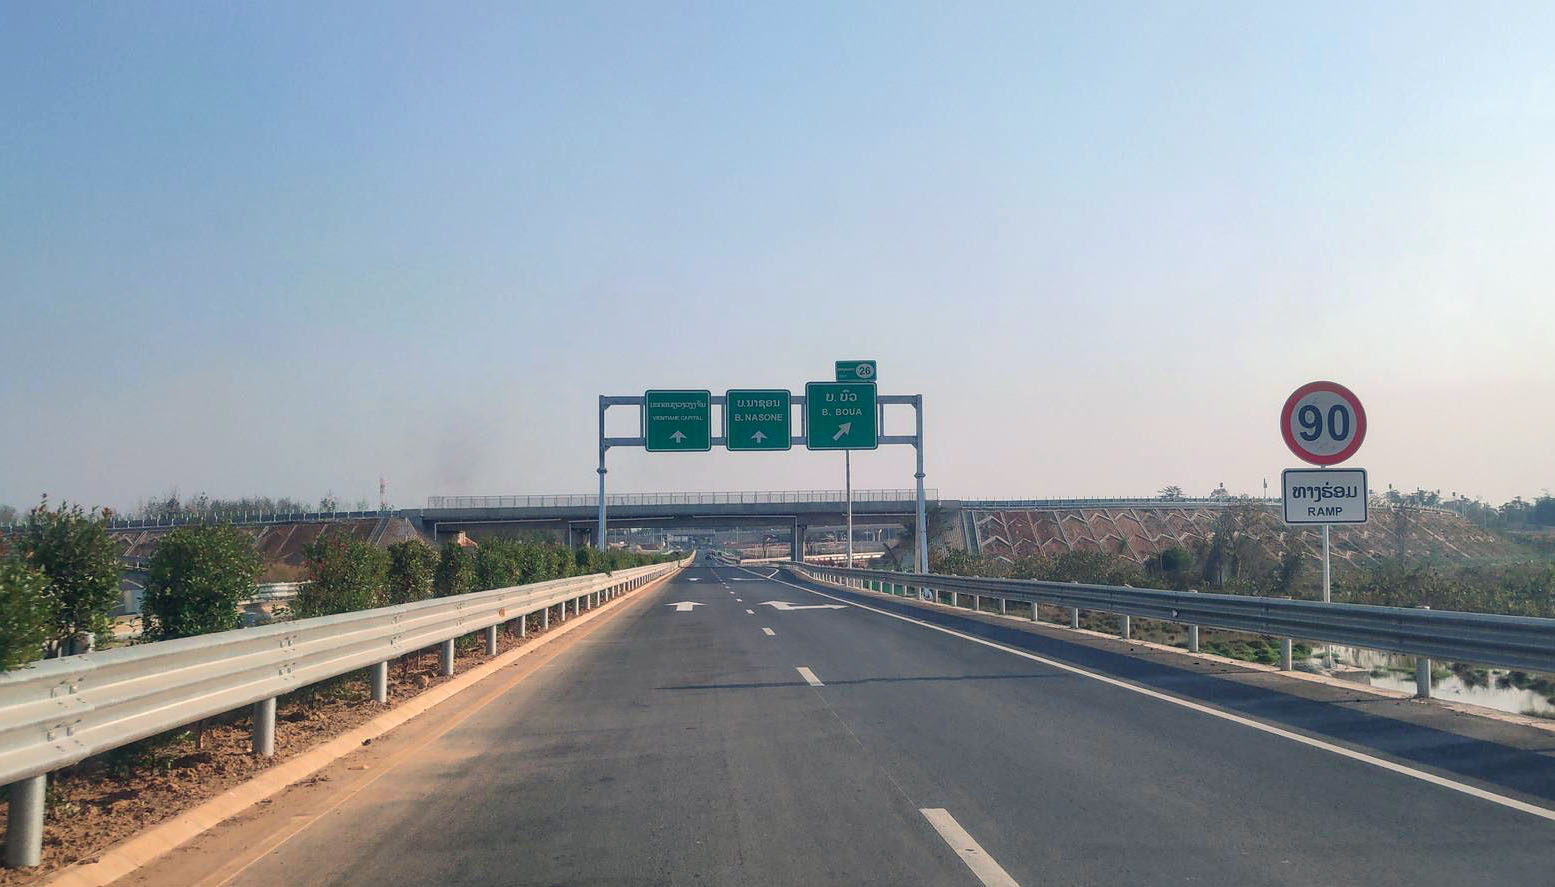 ນະຄອນຫຼວງວຽງຈັນ
VIENTIANE CAPITAL
ບ.ນາຊອນ
B. NASONE
26
ບ. ບົວ
B. BOUA
90
ທາງຮ່ອມ
RAMP